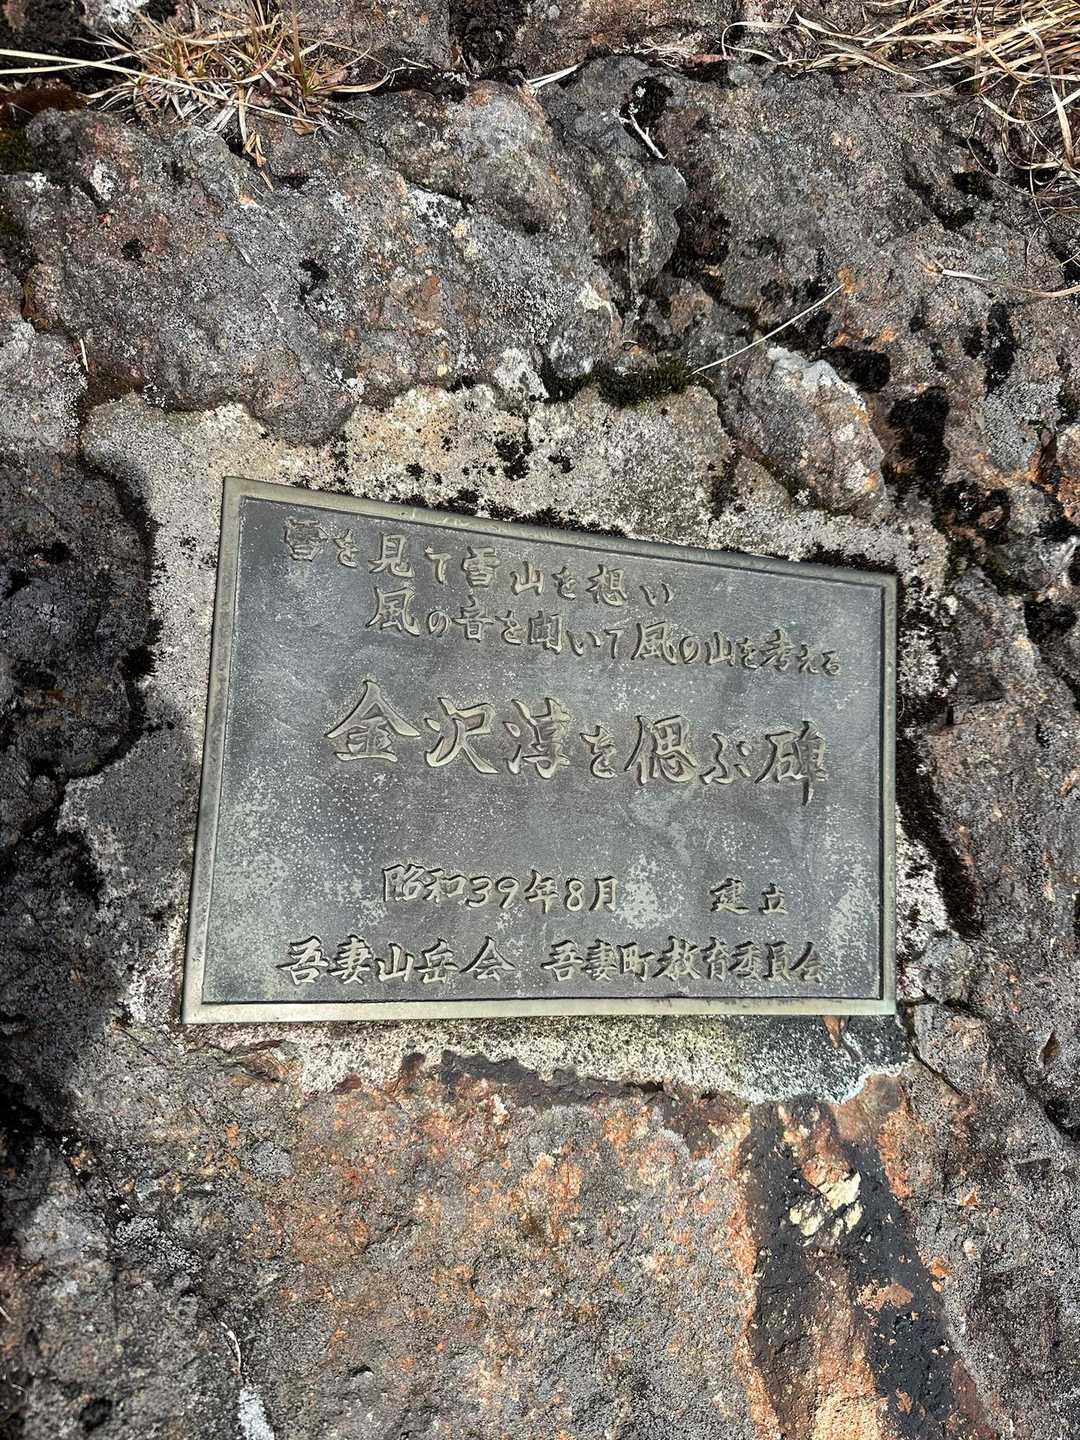 雪を見て雪山を想い
風の音を聞いて風の山を考える
金沢淳を偲ぶ碑
昭和39年8月 建立
吾妻山岳会 吾妻町教育委員会